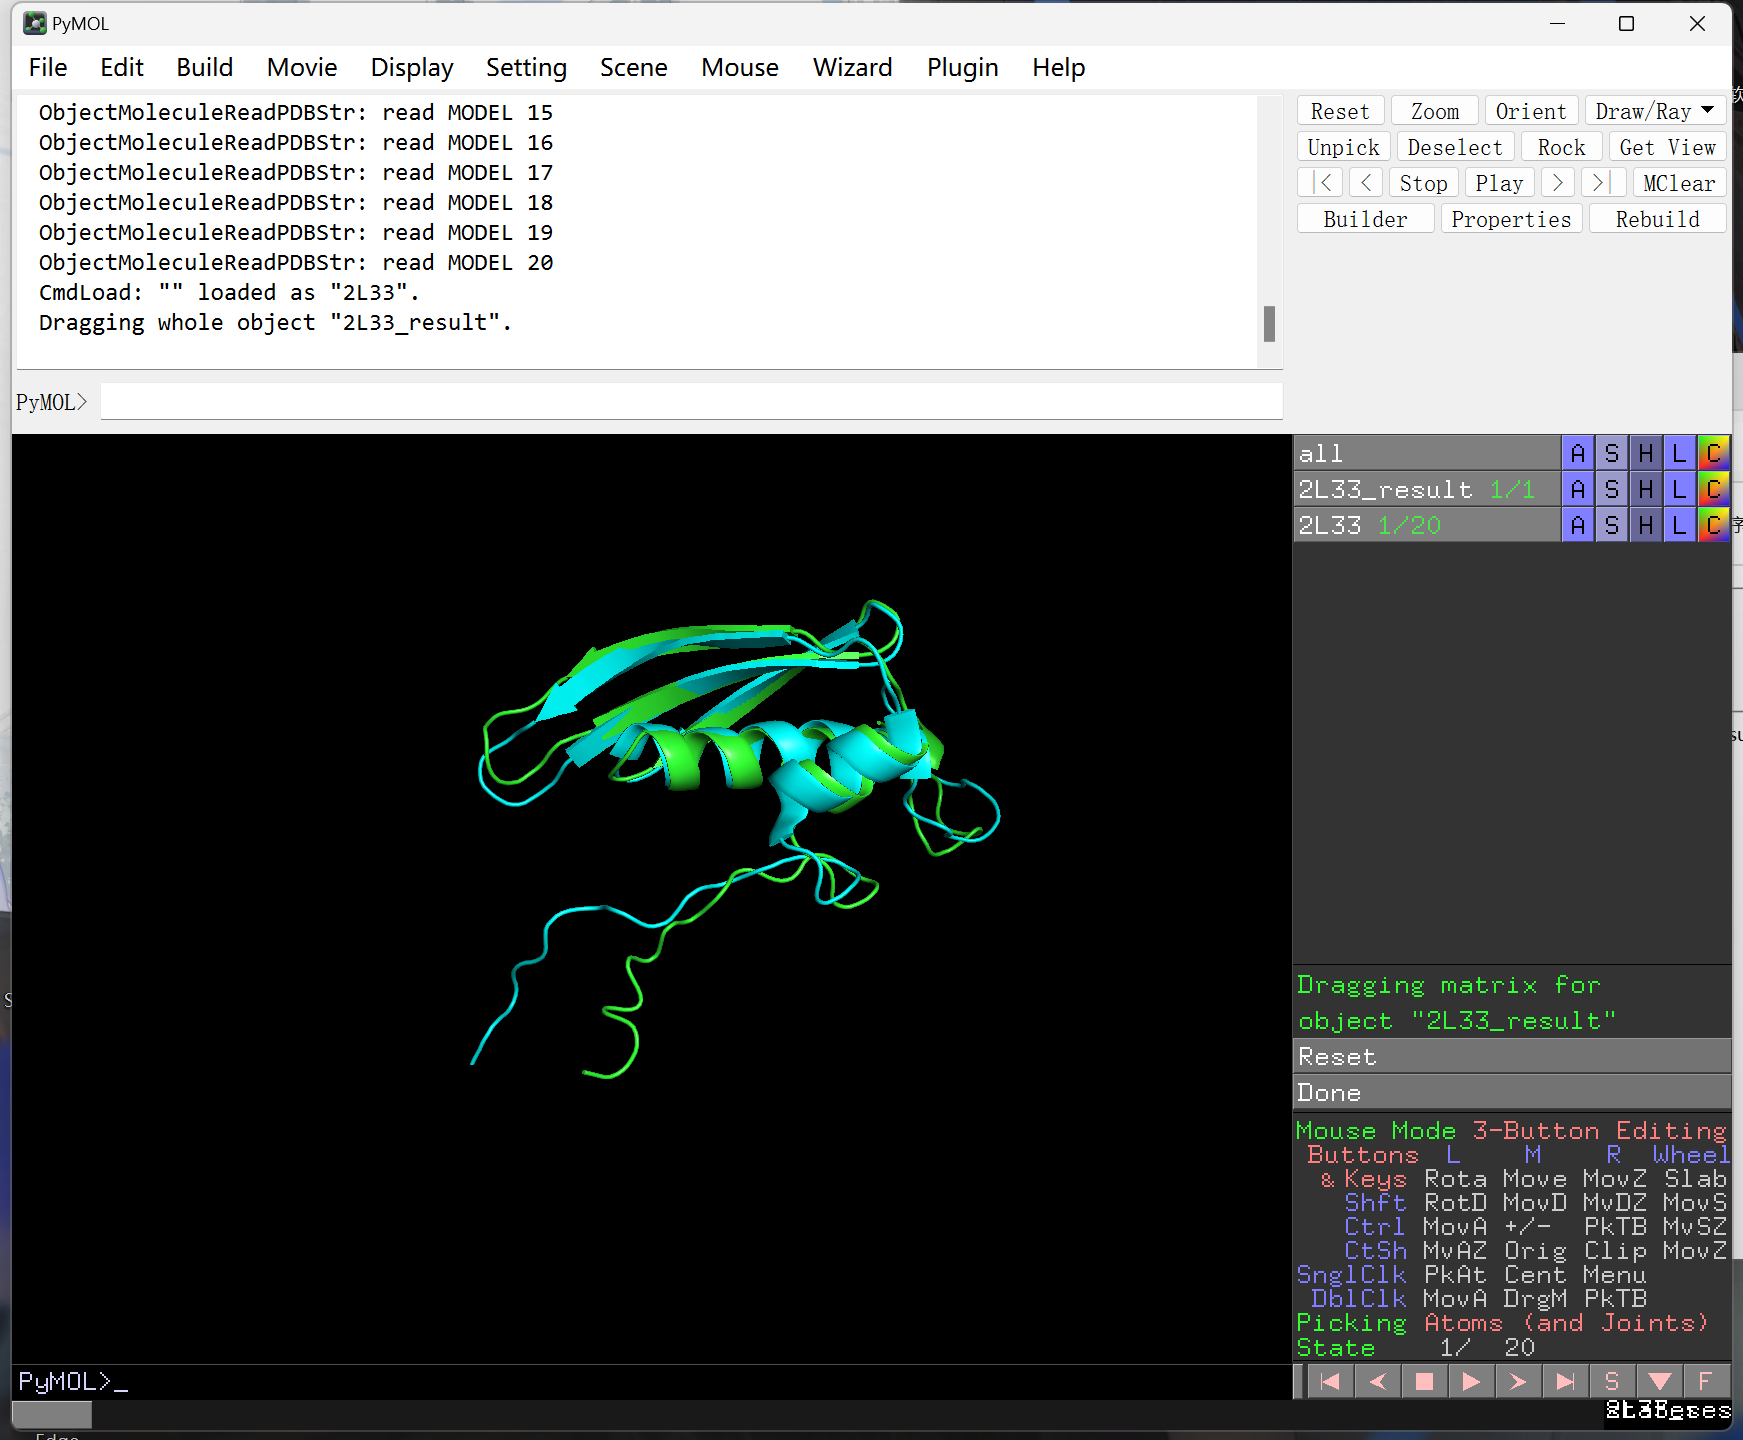 PyMOL
File Edit Build Movie Display Setting Scene Mouse Wizard Plugin Help
ObjectMoleculeReadPDBStr: read MODEL 15
ObjectMoleculeReadPDBStr: read MODEL 16
ObjectMoleculeReadPDBStr: read MODEL 17
ObjectMoleculeReadPDBStr: read MODEL 18
ObjectMoleculeReadPDBStr: read MODEL 19
ObjectMoleculeReadPDBStr: read MODEL 20
CmdLoad: "" loaded as "2L33".
Dragging whole object "2L33_result".
PyMOL>
Reset Zoom Orient Draw/Ray
Unpick Deselect Rock Get View
|< < Stop Play > >| MClear
Builder Properties Rebuild
all A S H L C
2L33_result 1/1 A S H L C
2L33 1/20 A S H L C
Dragging matrix for
object "2L33_result"
Reset
Done
Mouse Mode 3-Button Editing
Buttons L M R Wheel
& Keys Rota Move MovZ Slab
Shft RotD MovD MvDZ MovS
Ctrl MovA +/- PkTB MvSZ
CtSh MvAZ Orig Clip MovZ
SnglClk PkAt Cent Menu
DblClk MovA DrgM PkTB
Picking Atoms (and Joints)
State 1/ 20
PyMOL>_
S F